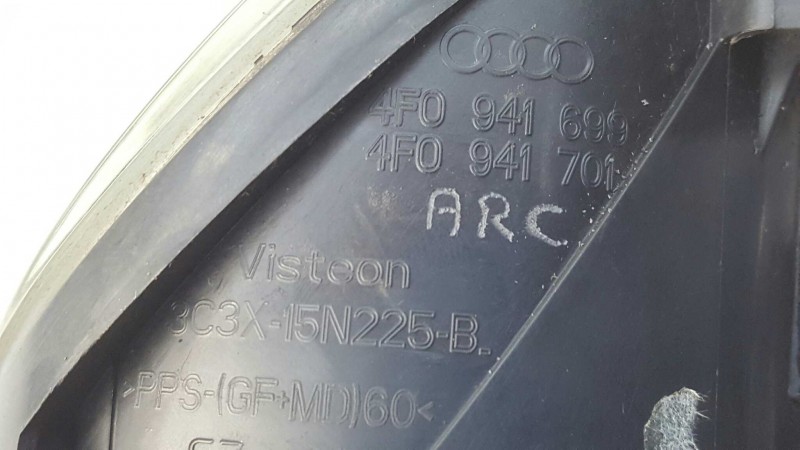 4F0 941 699
4F0 941 701
ARC
Visteon
3C3X-15N225-B
>PPS-(GF+MD)60<